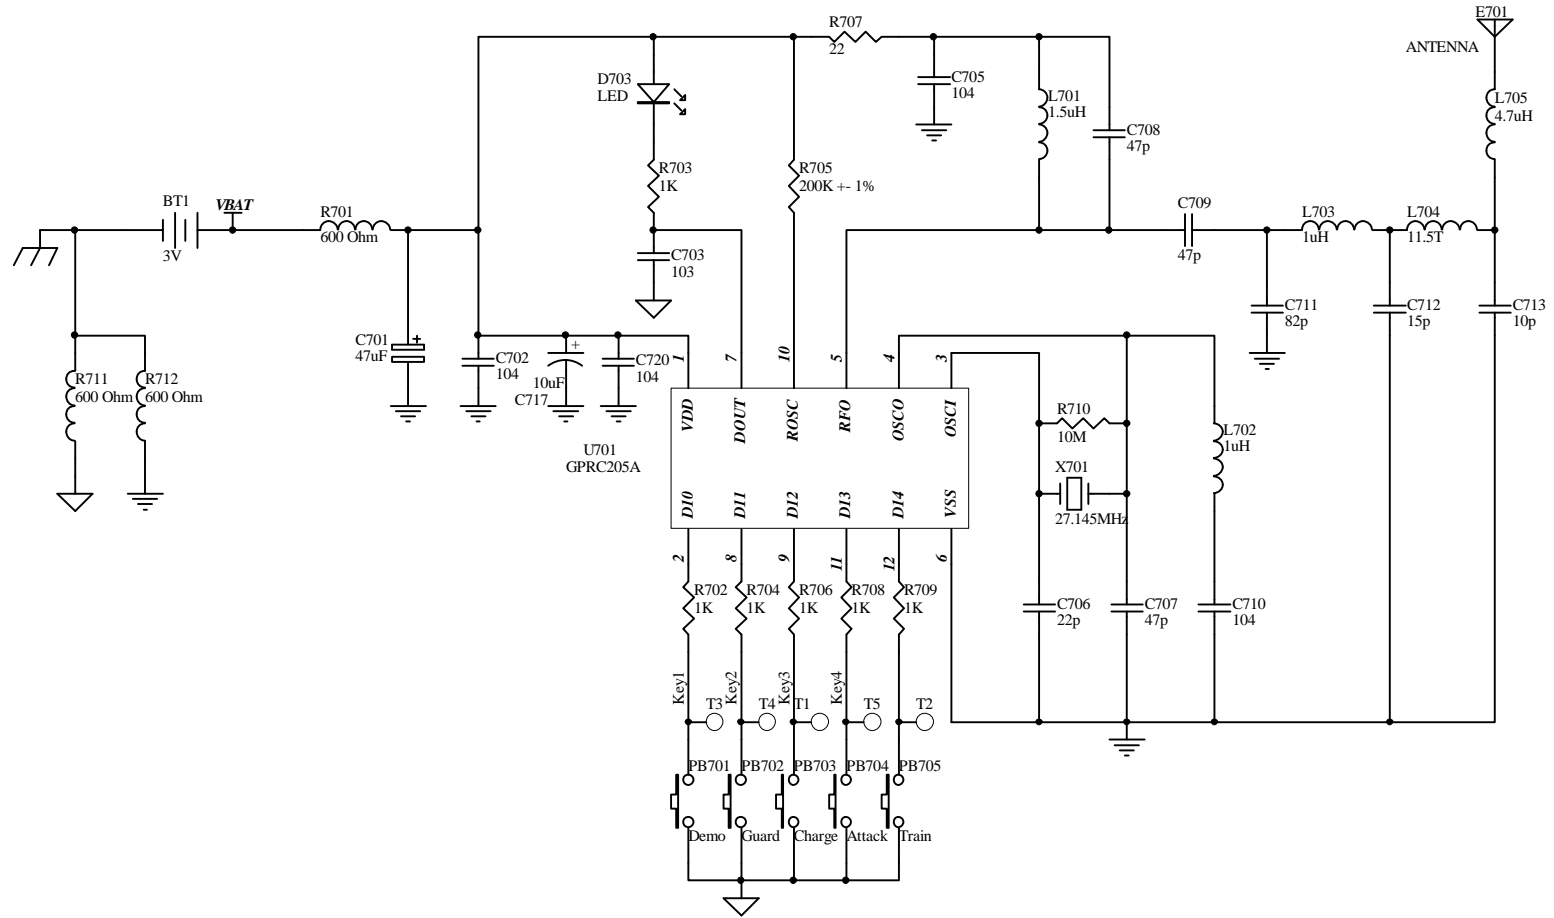 E701
ANTENNA
R707
22
D703
LED
C705
104
L701
1.5uH
L705
4.7uH
C708
47p
R703
1K
R705
200K +- 1%
BT1
3V
VBAT
R701
600 Ohm
C709
47p
L703
1uH
L704
11.5T
C703
103
C711
82p
C712
15p
C713
10p
C701
47uF
+
C702
104
+
10uF
C717
C720
104
R711
600 Ohm
R712
600 Ohm
1
7
10
5
4
3
VDD
DOUT
ROSC
RFO
OSCO
OSCI
U701
GPRC205A
D10
D11
D12
D13
D14
VSS
2
8
9
11
12
6
R710
10M
X701
27.145MHz
L702
1uH
R702
1K
R704
1K
R706
1K
R708
1K
R709
1K
C706
22p
C707
47p
C710
104
Key1
Key2
Key3
Key4
T3
T4
T1
T5
T2
PB701
PB702
PB703
PB704
PB705
Demo
Guard
Charge
Attack
Train